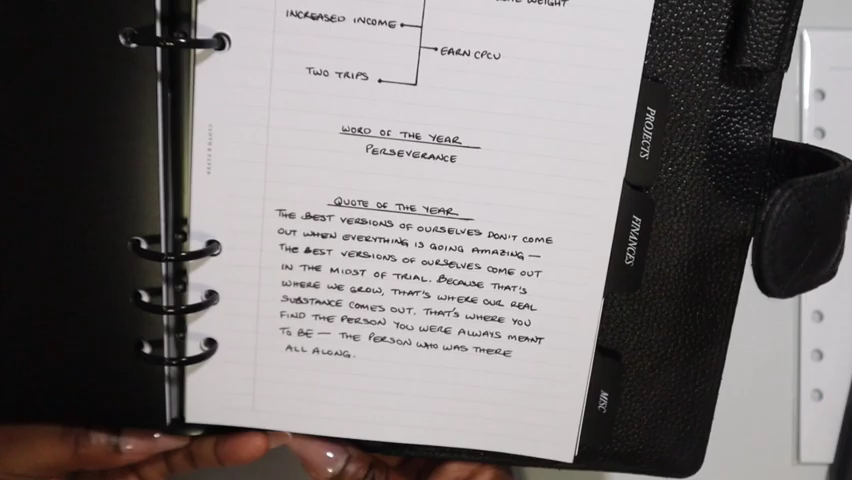 WEIGHT
INCREASED INCOME
EARN CPCU
TWO TRIPS
WORD OF THE YEAR
PERSEVERANCE
QUOTE OF THE YEAR
THE BEST VERSIONS OF OURSELVES DON'T COME
OUT WHEN EVERYTHING IS GOING AMAZING —
THE BEST VERSIONS OF OURSELVES COME OUT
IN THE MIDST OF TRIAL. BECAUSE THAT'S
WHERE WE GROW, THAT'S WHERE OUR REAL
SUBSTANCE COMES OUT. THAT'S WHERE YOU
FIND THE PERSON YOU WERE ALWAYS MEANT
TO BE — THE PERSON WHO WAS THERE
ALL ALONG.
PROJECTS
FINANCES
MISC